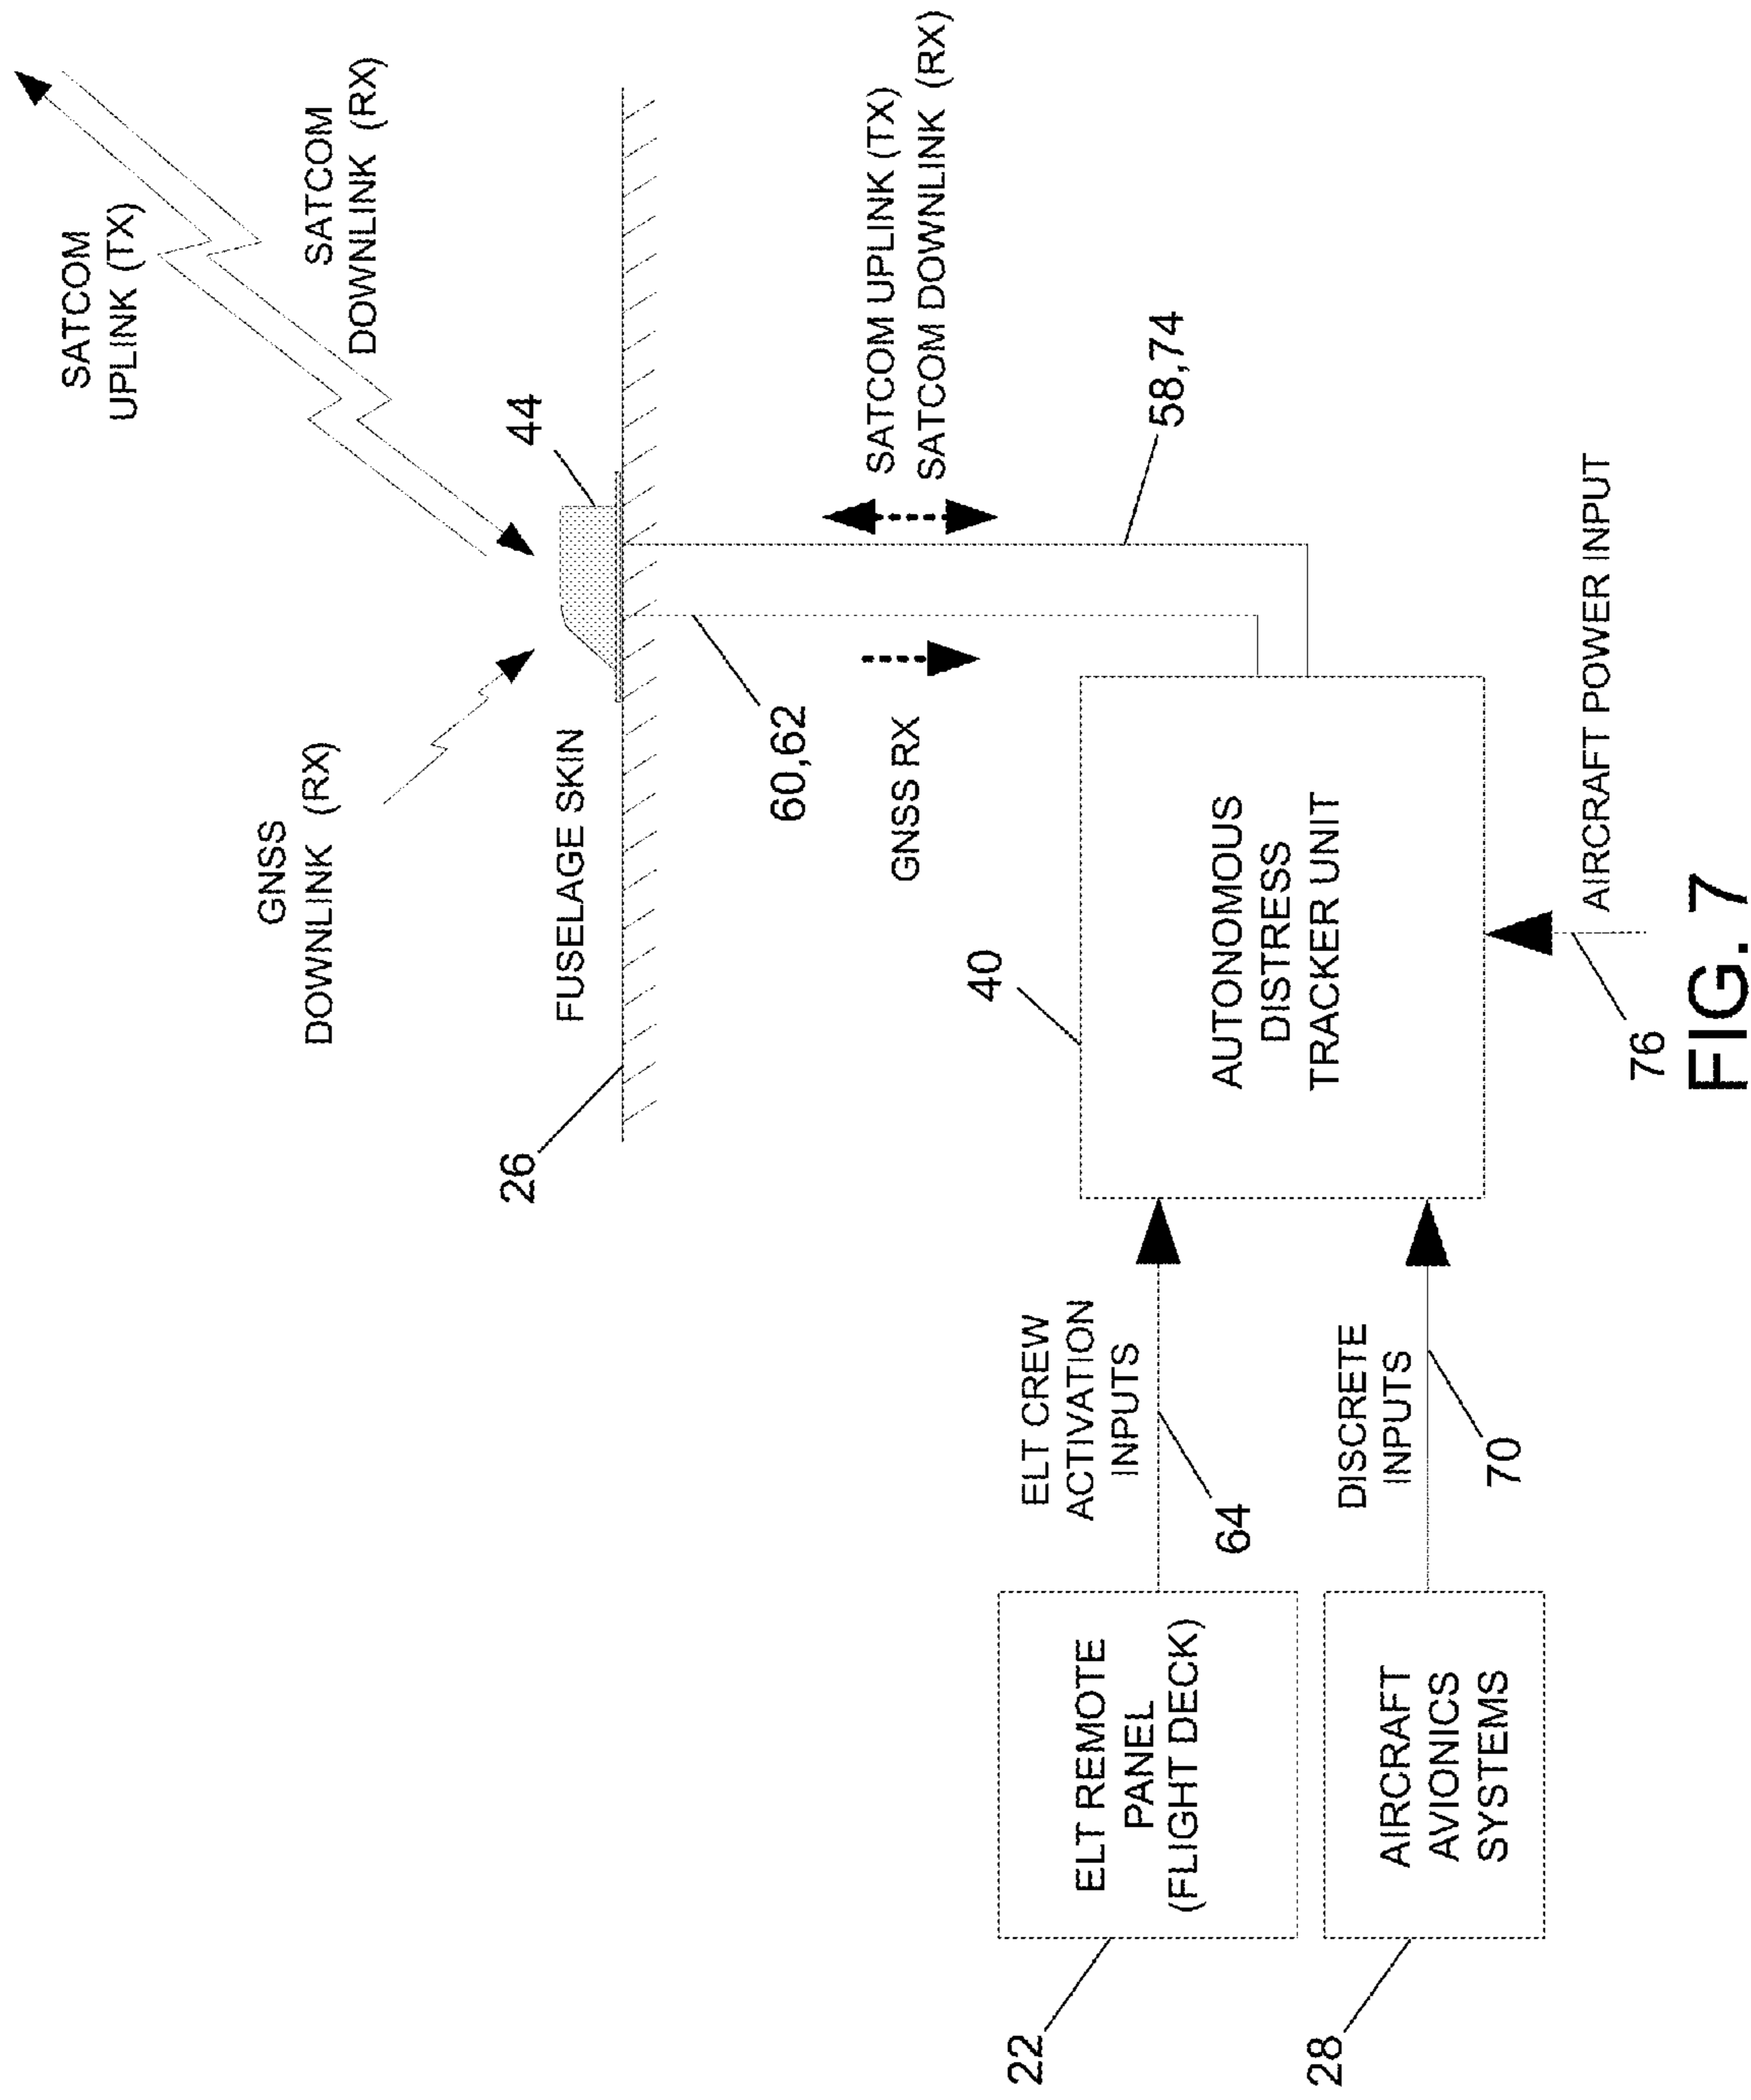 SATCOM
UPLINK (TX)
SATCOM
DOWNLINK (RX)
GNSS
DOWNLINK (RX)
44
FUSELAGE SKIN
26
60,62
GNSS RX
SATCOM UPLINK (TX)
SATCOM DOWNLINK (RX)
58,74
40
AUTONOMOUS
DISTRESS
TRACKER UNIT
ELT CREW
ACTIVATION
INPUTS
64
ELT REMOTE
PANEL
(FLIGHT DECK)
22
DISCRETE
INPUTS
70
AIRCRAFT
AVIONICS
SYSTEMS
28
AIRCRAFT POWER INPUT
76
FIG. 7